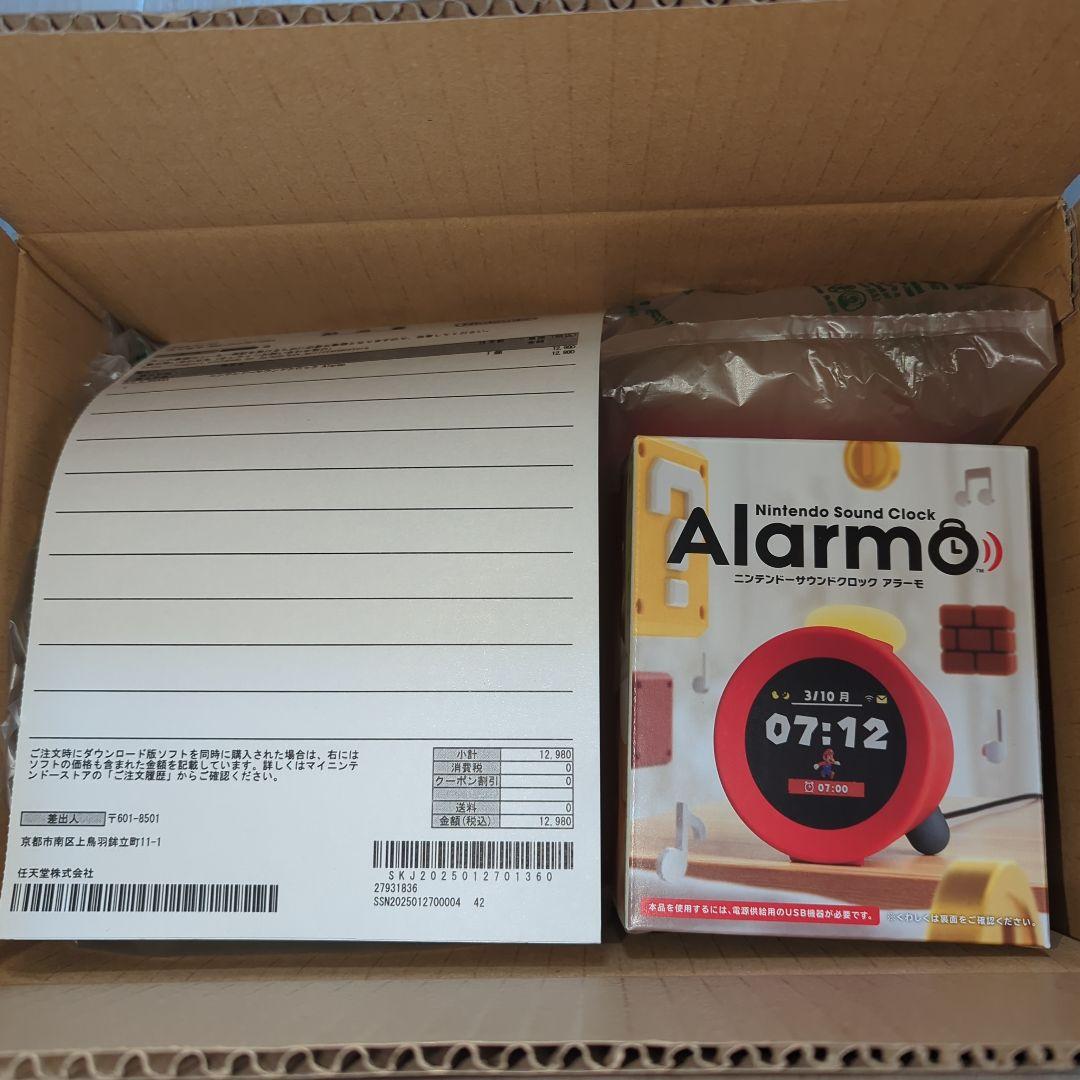 12,980
1個 12,980
ご注文時にダウンロード版ソフトを同時に購入された場合は、右には
ソフトの価格も含まれた金額を記載しています。詳しくはマイニンテ
ンドーストアの「ご注文履歴」からご確認ください。
小計 12,980
消費税 0
クーポン割引 0
送料 0
金額(税込) 12,980
差出人 〒601-8501
京都市南区上鳥羽鉾立町11-1
任天堂株式会社
SKJ2025012701360
27931836
SSN2025012700004 42
Nintendo Sound Clock
Alarmo
TM
ニンテンドーサウンドクロック アラーモ
3/10 月
07:12
07:00
本品を使用するには、電源供給用のUSB機器が必要です。
※くわしくは裏面をご確認ください。